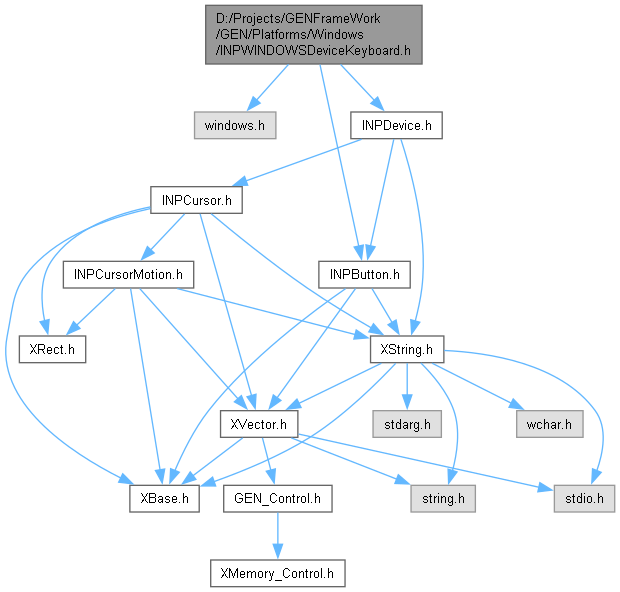 D:/Projects/GENFrameWork
/GEN/Platforms/Windows
/INPWINDOWSDeviceKeyboard.h
windows.h
INPDevice.h
INPCursor.h
INPCursorMotion.h
INPButton.h
XRect.h
XString.h
XVector.h
stdarg.h
wchar.h
XBase.h
GEN_Control.h
string.h
stdio.h
XMemory_Control.h